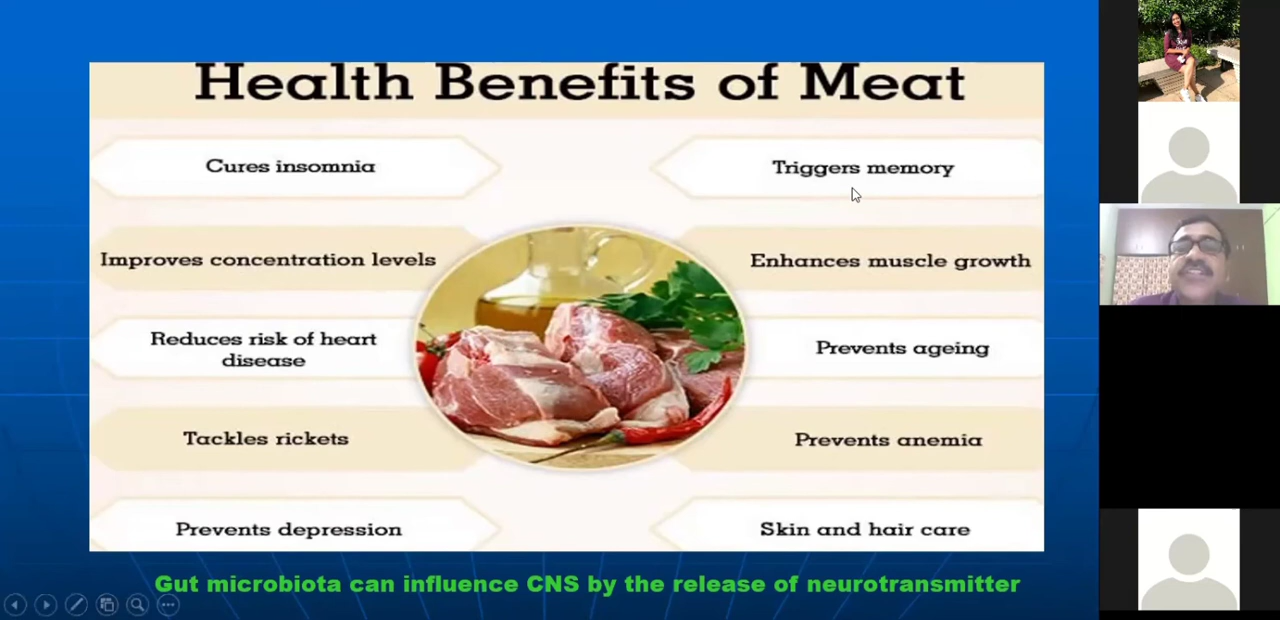 Health Benefits of Meat
Cures insomnia
Triggers memory
Improves concentration levels
Enhances muscle growth
Reduces risk of heart
disease
Prevents ageing
Tackles rickets
Prevents anemia
Prevents depression
Skin and hair care
Gut microbiota can influence CNS by the release of neurotransmitter